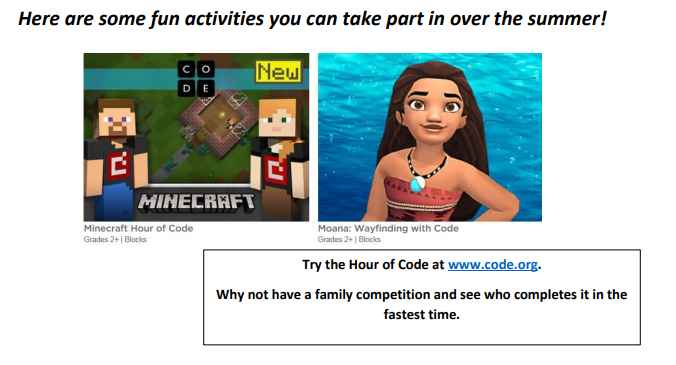 Here are some fun activities you can take part in over the summer!
C O
D E
New
MINECRAFT
Minecraft Hour of Code
Grades 2+ | Blocks
Moana: Wayfinding with Code
Grades 2+ | Blocks
Try the Hour of Code at www.code.org.
Why not have a family competition and see who completes it in the
fastest time.